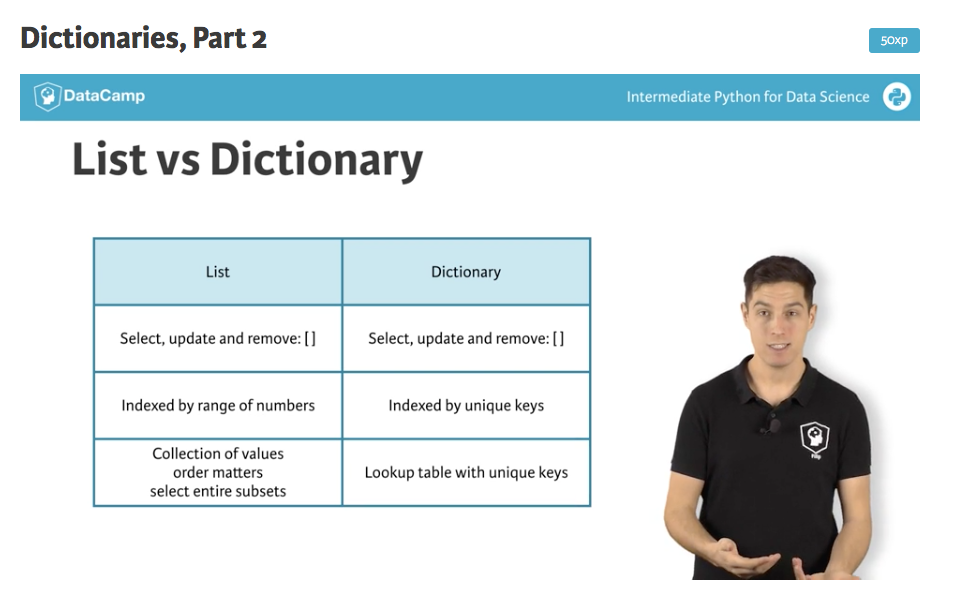 Dictionaries, Part 2
50xp
DataCamp
Intermediate Python for Data Science
List vs Dictionary
List
Dictionary
Select, update and remove: [ ]
Select, update and remove: [ ]
Indexed by range of numbers
Indexed by unique keys
Collection of values
order matters
select entire subsets
Lookup table with unique keys